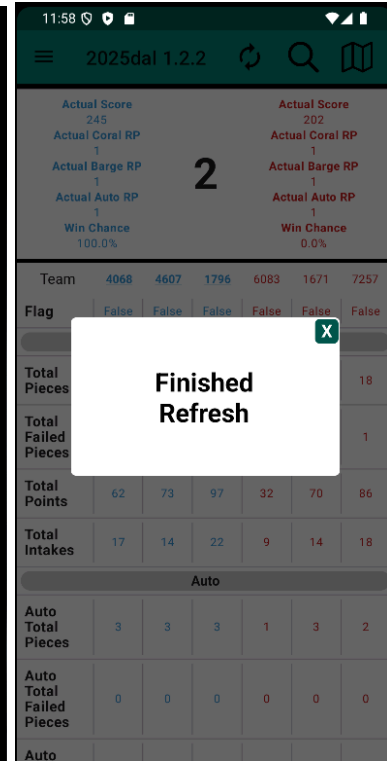 11:58
2025dal 1.2.2
Actual Score
245
Actual Coral RP
1
Actual Barge RP
1
Actual Auto RP
1
Win Chance
100.0%
2
Actual Score
202
Actual Coral RP
1
Actual Barge RP
1
Actual Auto RP
1
Win Chance
0.0%
Team 4068 4607 1796 6083 1671 7257
Flag False False False False False False
X
Finished
Refresh
Total
Pieces 18
Total
Failed
Pieces 1
Total
Points 62 73 97 32 70 86
Total
Intakes 17 14 22 9 14 18
Auto
Auto
Total
Pieces 3 3 3 1 3 2
Auto
Total
Failed
Pieces 0 0 0 0 0 0
Auto